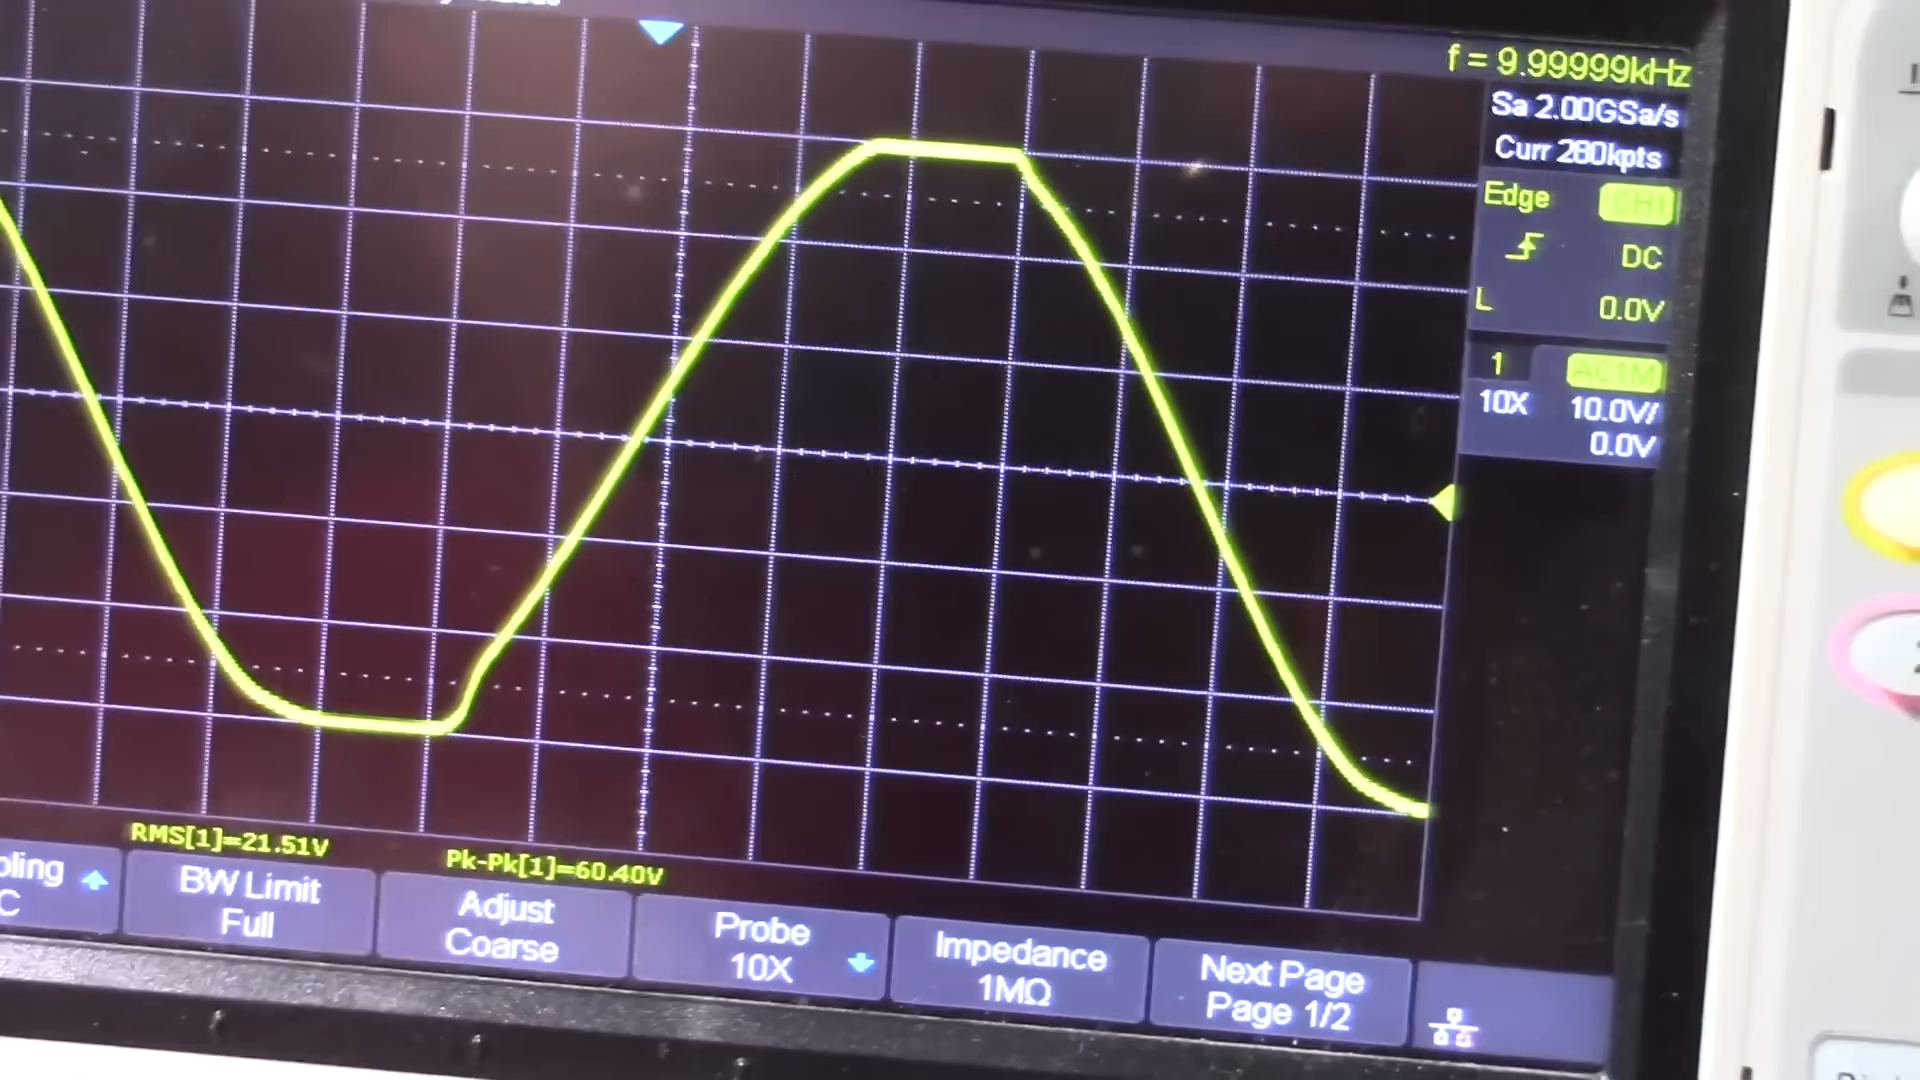 f = 9.99999kHz
Sa 2.00GSa/s
Curr 280kpts
Edge CH1
DC
L 0.0V
1 AC1M
10X 10.0V/
0.0V
RMS[1]=21.51V
Pk-Pk[1]=60.40V
BW Limit
Full
Adjust
Coarse
Probe
10X
Impedance
1MΩ
Next Page
Page 1/2